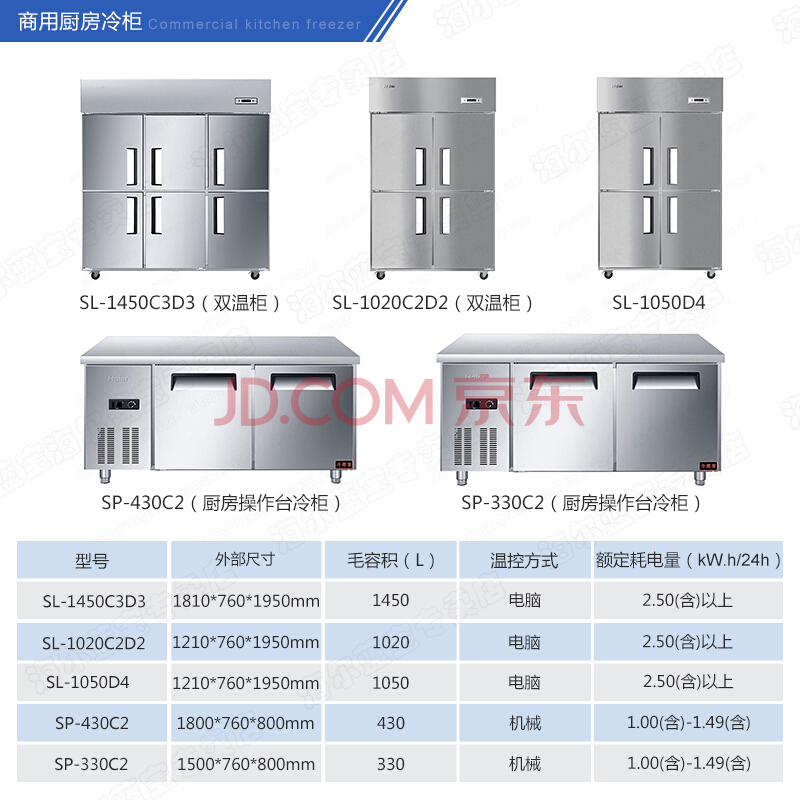 商用厨房冷柜 Commercial kitchen freezer
SL-1450C3D3（双温柜）
SL-1020C2D2（双温柜）
SL-1050D4
Haier
JD.COM 京东
SP-430C2（厨房操作台冷柜）
SP-330C2（厨房操作台冷柜）
型号 外部尺寸 毛容积（L） 温控方式 额定耗电量（kW.h/24h）
SL-1450C3D3 1810*760*1950mm 1450 电脑 2.50(含)以上
SL-1020C2D2 1210*760*1950mm 1020 电脑 2.50(含)以上
SL-1050D4 1210*760*1950mm 1050 电脑 2.50(含)以上
SP-430C2 1800*760*800mm 430 机械 1.00(含)-1.49(含)
SP-330C2 1500*760*800mm 330 机械 1.00(含)-1.49(含)